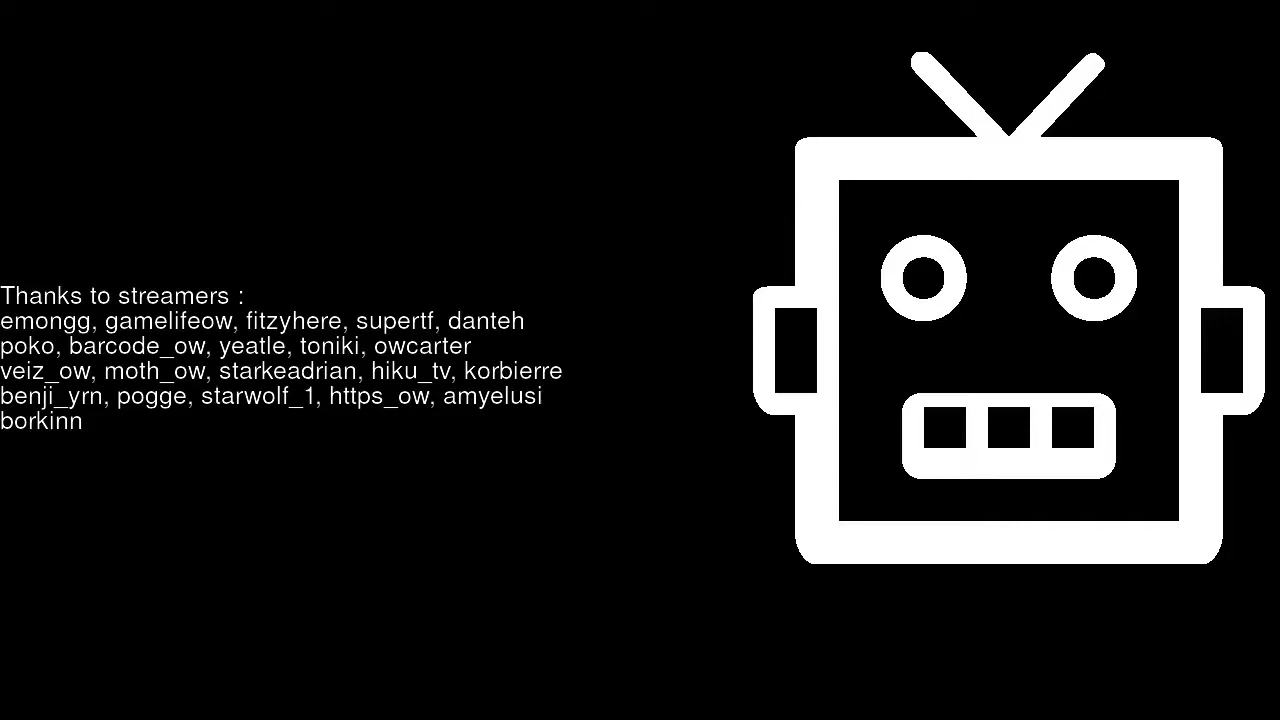 Thanks to streamers :
emongg, gamelifeow, fitzyhere, supertf, danteh
poko, barcode_ow, yeatle, toniki, owcarter
veiz_ow, moth_ow, starkeadrian, hiku_tv, korbierre
benji_yrn, pogge, starwolf_1, https_ow, amyelusi
borkinn